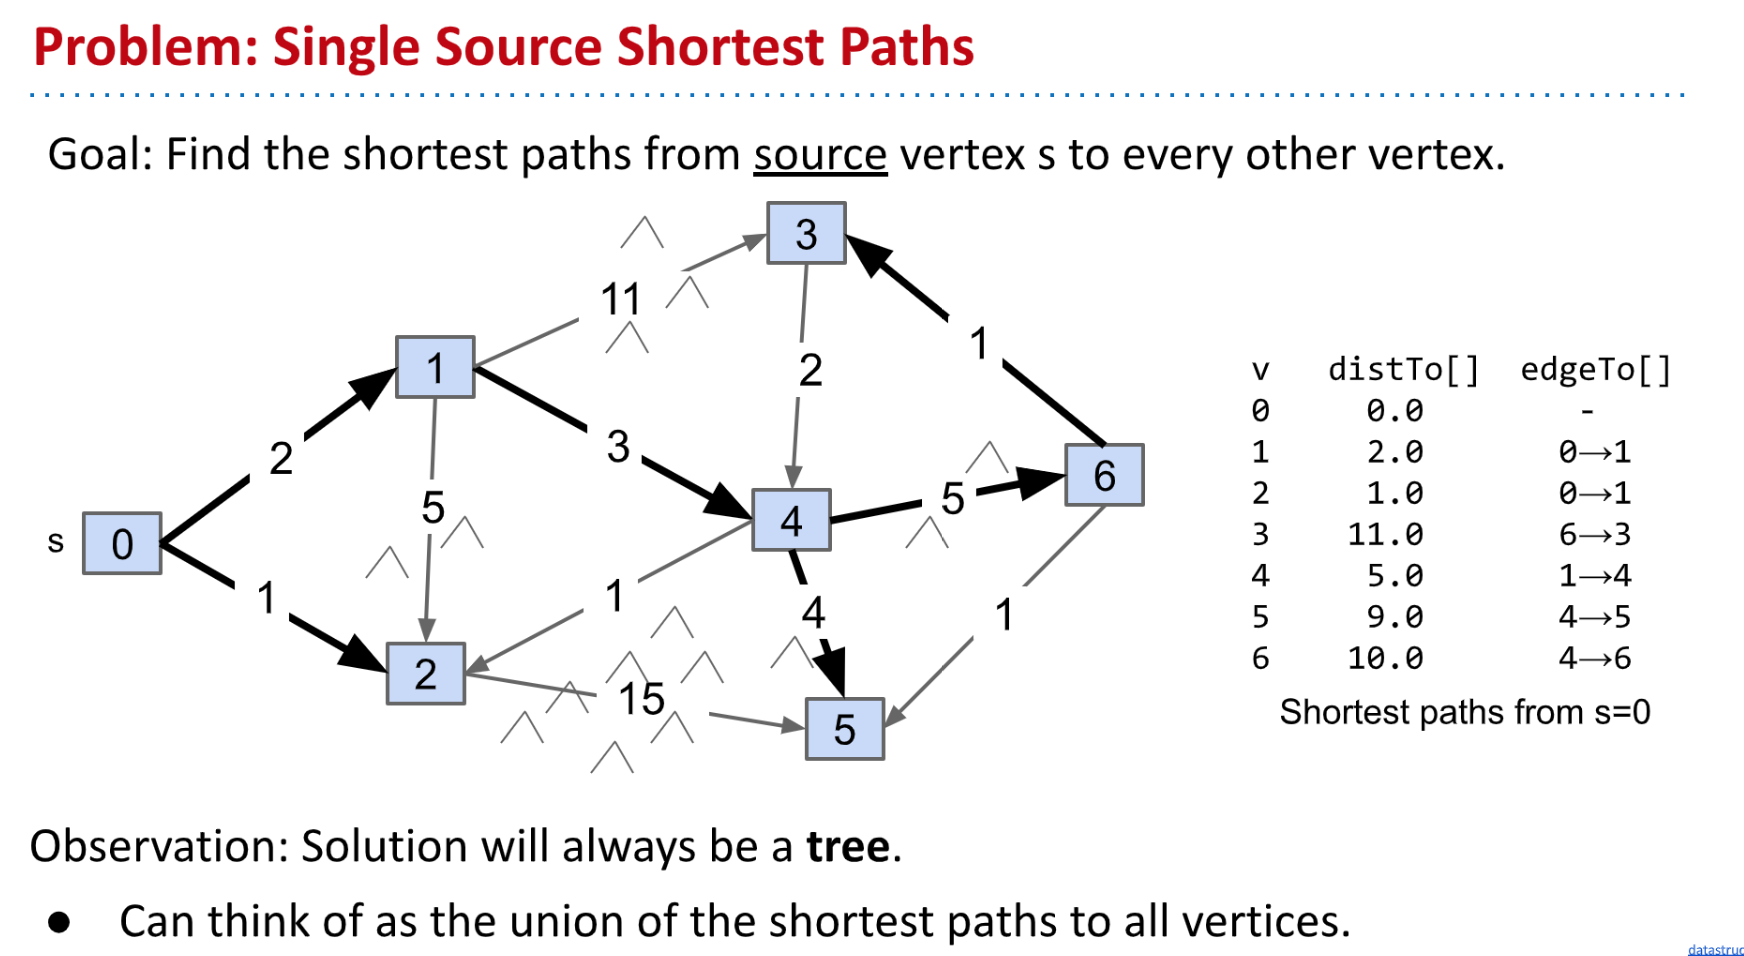 Problem: Single Source Shortest Paths
Goal: Find the shortest paths from source vertex s to every other vertex.
3
11
1
2
1
2
3
5
6
5
4
s
0
1
1
4
1
2
15
5
v distTo[] edgeTo[]
0 0.0 -
1 2.0 0→1
2 1.0 0→1
3 11.0 6→3
4 5.0 1→4
5 9.0 4→5
6 10.0 4→6
Shortest paths from s=0
Observation: Solution will always be a tree.
● Can think of as the union of the shortest paths to all vertices.
datastruc